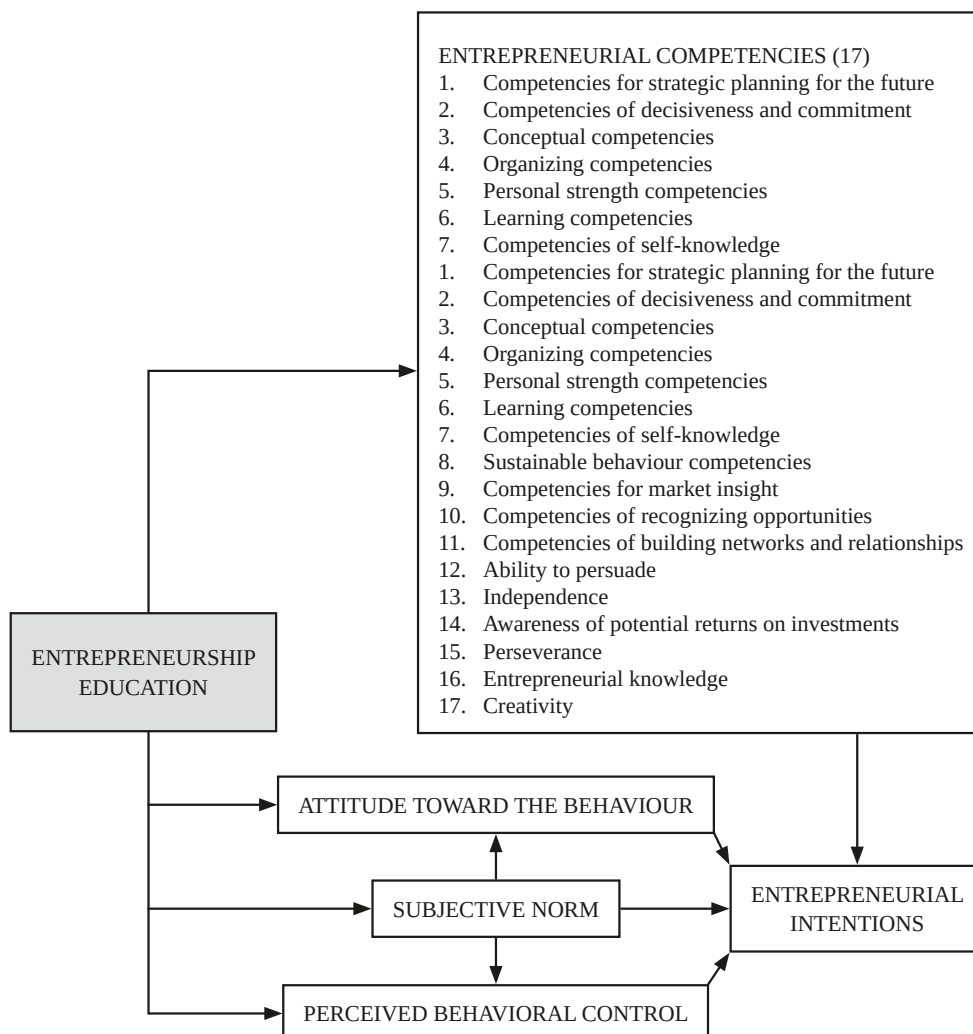 ENTREPRENEURIAL COMPETENCIES (17)
1. Competencies for strategic planning for the future
2. Competencies of decisiveness and commitment
3. Conceptual competencies
4. Organizing competencies
5. Personal strength competencies
6. Learning competencies
7. Competencies of self-knowledge
1. Competencies for strategic planning for the future
2. Competencies of decisiveness and commitment
3. Conceptual competencies
4. Organizing competencies
5. Personal strength competencies
6. Learning competencies
7. Competencies of self-knowledge
8. Sustainable behaviour competencies
9. Competencies for market insight
10. Competencies of recognizing opportunities
11. Competencies of building networks and relationships
12. Ability to persuade
13. Independence
14. Awareness of potential returns on investments
15. Perseverance
16. Entrepreneurial knowledge
17. Creativity
ENTREPRENEURSHIP
EDUCATION
ATTITUDE TOWARD THE BEHAVIOUR
SUBJECTIVE NORM
PERCEIVED BEHAVIORAL CONTROL
ENTREPRENEURIAL
INTENTIONS